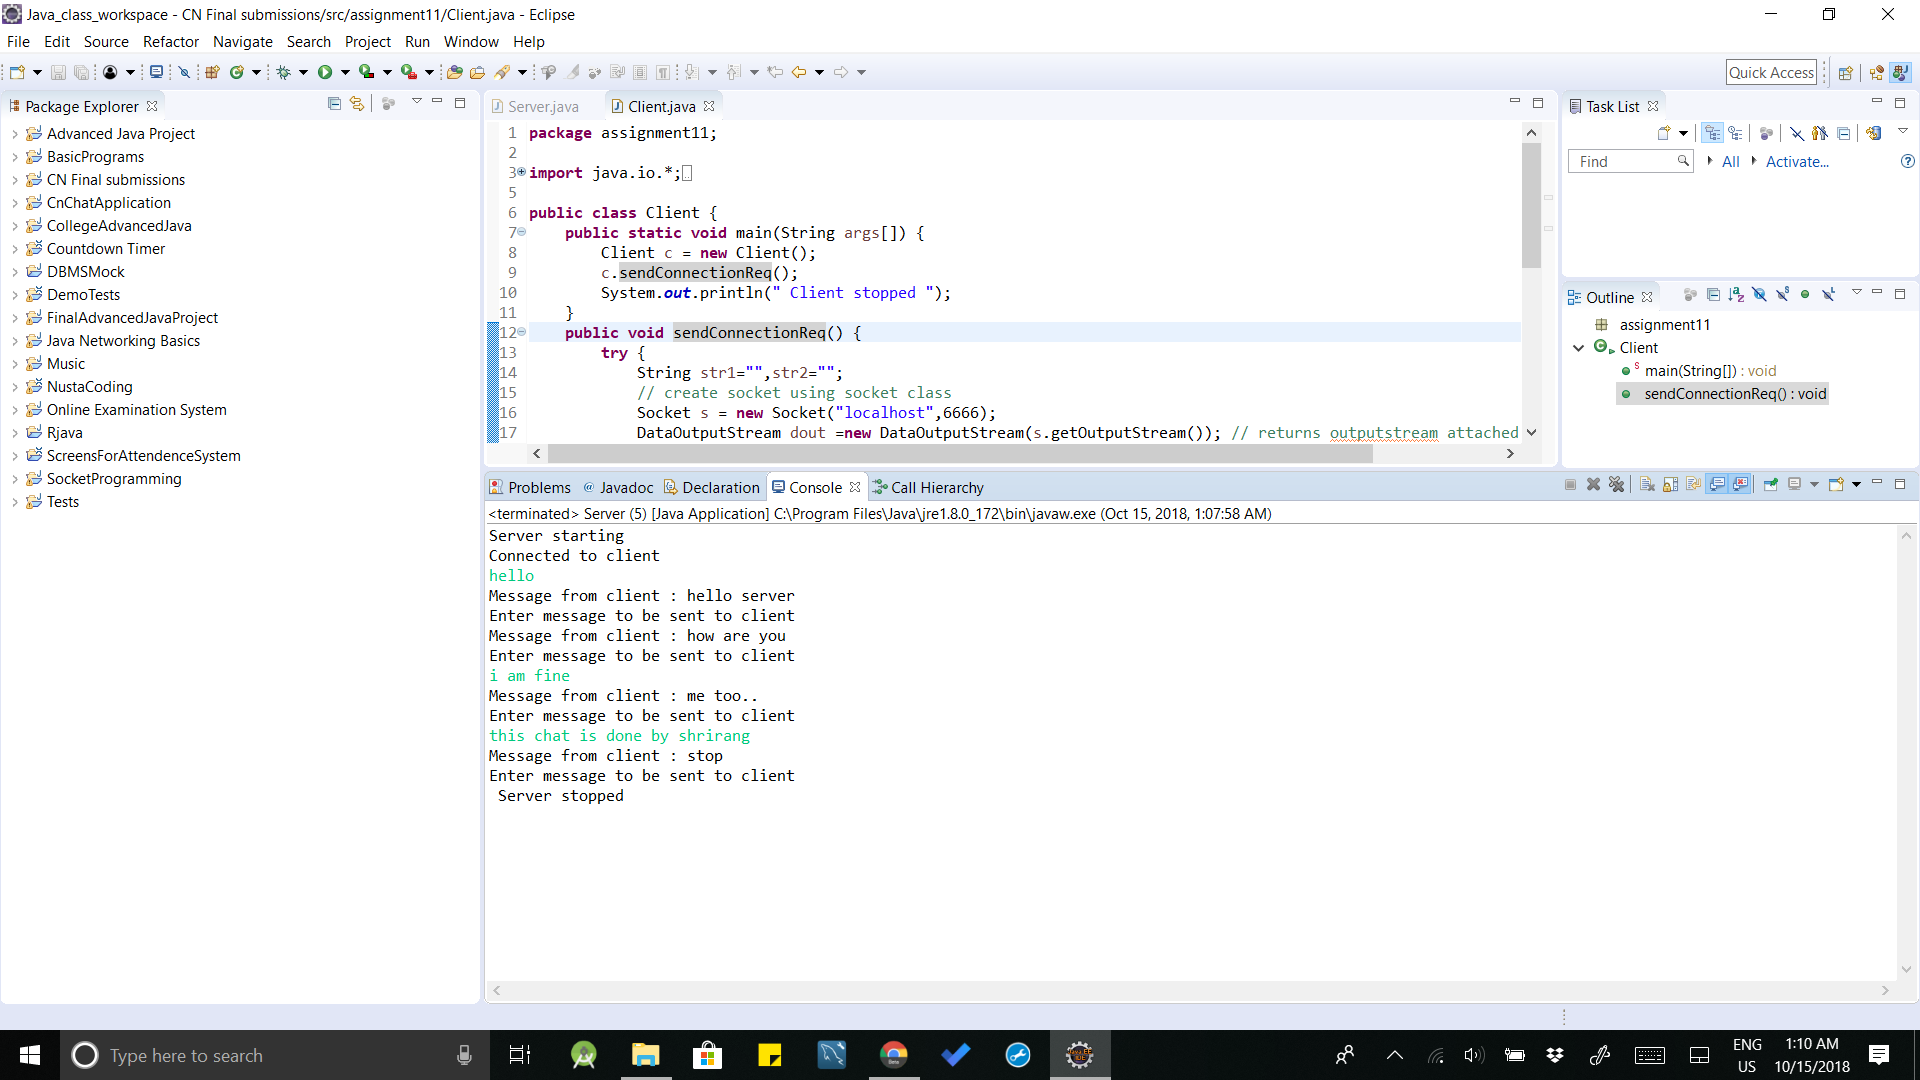 Java_class_workspace - CN Final submissions/src/assignment11/Client.java - Eclipse
File Edit Source Refactor Navigate Search Project Run Window Help
Quick Access
Package Explorer
Advanced Java Project
BasicPrograms
CN Final submissions
CnChatApplication
CollegeAdvancedJava
Countdown Timer
DBMSMock
DemoTests
FinalAdvancedJavaProject
Java Networking Basics
Music
NustaCoding
Online Examination System
Rjava
ScreensForAttendenceSystem
SocketProgramming
Tests
Server.java Client.java
1 package assignment11;
2
3 import java.io.*;
5
6 public class Client {
7 public static void main(String args[]) {
8 Client c = new Client();
9 c.sendConnectionReq();
10 System.out.println(" Client stopped ");
11 }
12 public void sendConnectionReq() {
13 try {
14 String str1="",str2="";
15 // create socket using socket class
16 Socket s = new Socket("localhost",6666);
17 DataOutputStream dout =new DataOutputStream(s.getOutputStream()); // returns outputstream attached
Task List
Find All Activate...
Outline
assignment11
Client
main(String[]) : void
sendConnectionReq() : void
Problems @ Javadoc Declaration Console Call Hierarchy
<terminated> Server (5) [Java Application] C:\Program Files\Java\jre1.8.0_172\bin\javaw.exe (Oct 15, 2018, 1:07:58 AM)
Server starting
Connected to client
hello
Message from client : hello server
Enter message to be sent to client
Message from client : how are you
Enter message to be sent to client
i am fine
Message from client : me too..
Enter message to be sent to client
this chat is done by shrirang
Message from client : stop
Enter message to be sent to client
Server stopped
Type here to search
ENG
US
1:10 AM
10/15/2018